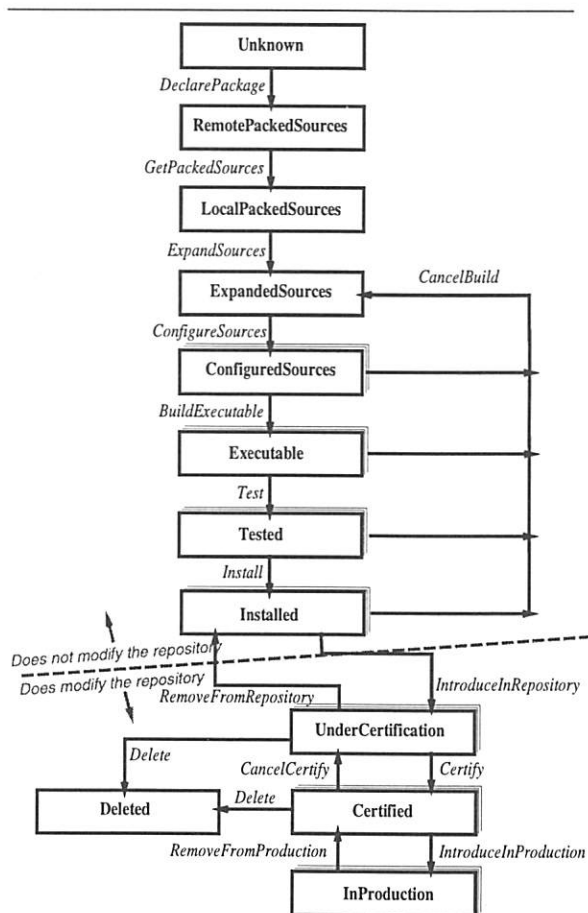 Unknown
DeclarePackage
RemotePackedSources
GetPackedSources
LocalPackedSources
ExpandSources
CancelBuild
ExpandedSources
ConfigureSources
ConfiguredSources
BuildExecutable
Executable
Test
Tested
Install
Installed
Does not modify the repository
Does modify the repository
RemoveFromRepository
IntroduceInRepository
UnderCertification
Delete
CancelCertify
Certify
Deleted
Delete
Certified
RemoveFromProduction
IntroduceInProduction
InProduction